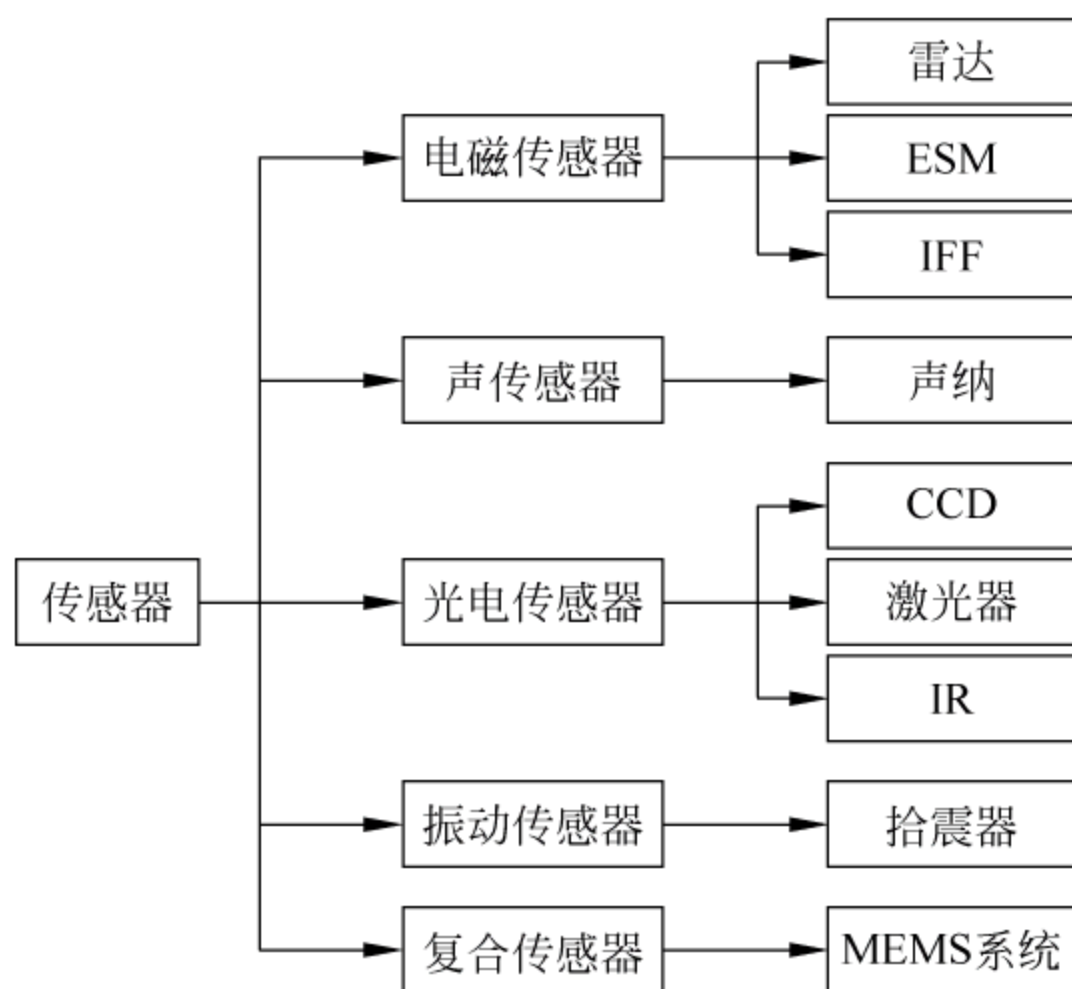 传感器
电磁传感器
雷达
ESM
IFF
声传感器
声纳
光电传感器
CCD
激光器
IR
振动传感器
拾震器
复合传感器
MEMS系统